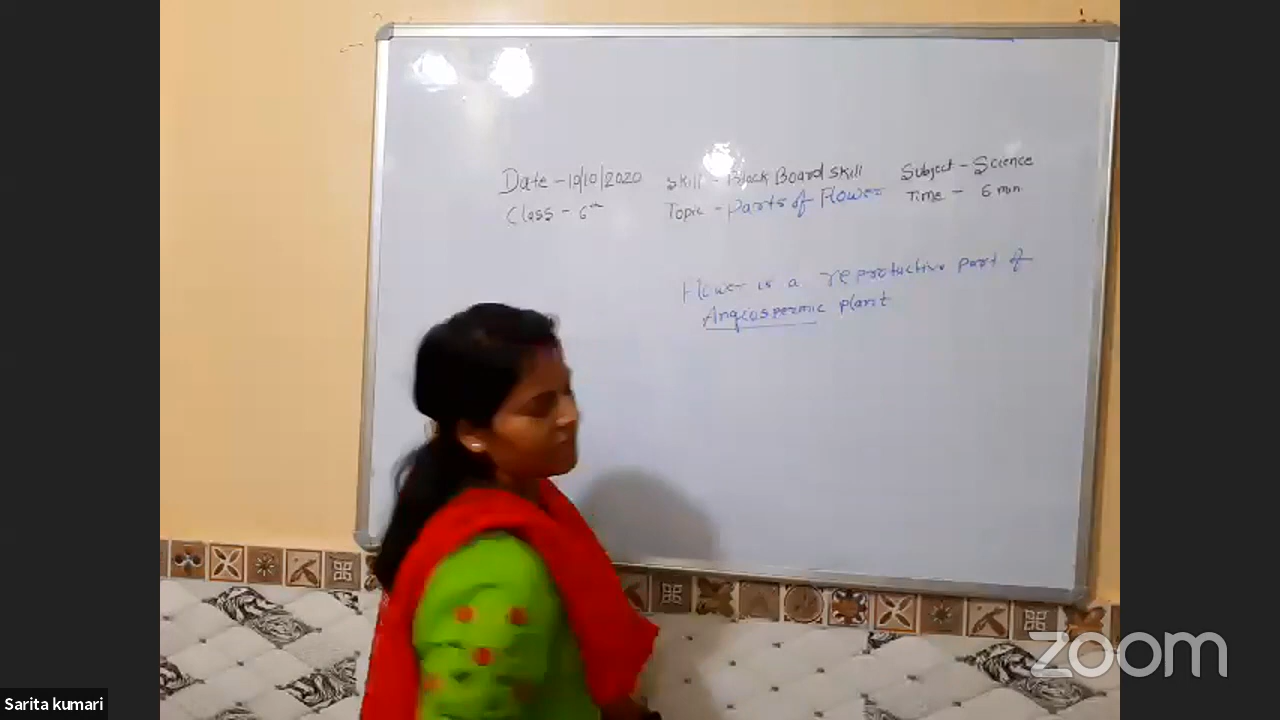 Date - 19/10/2020 Skill - Black Board Skill Subject - Science
Class - 6th Topic - Parts of Flower Time - 6 min
Flower is a reproductive part of
Angiospermic plant
zoom
Sarita kumari